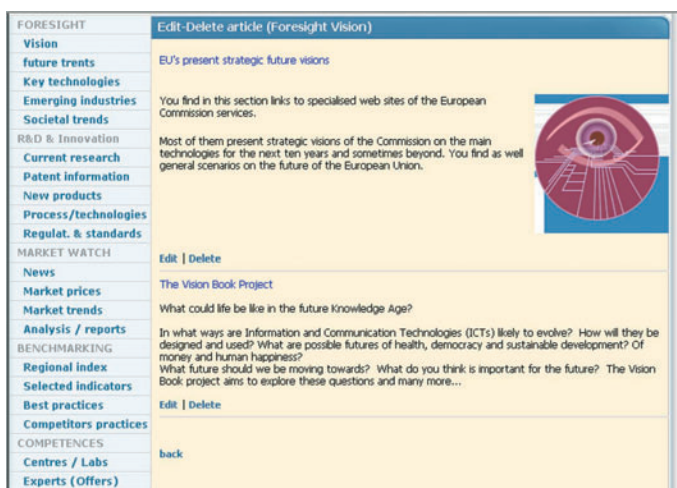 FORESIGHT
Vision
future trents
Key technologies
Emerging industries
Societal trends
R&D & Innovation
Current research
Patent information
New products
Process/technologies
Regulat. & standards
MARKET WATCH
News
Market prices
Market trends
Analysis / reports
BENCHMARKING
Regional index
Selected indicators
Best practices
Competitors practices
COMPETENCES
Centres / Labs
Experts (Offers)
Edit-Delete article (Foresight Vision)
EU's present strategic future visions
You find in this section links to specialised web sites of the European
Commission services.
Most of them present strategic visions of the Commission on the main
technologies for the next ten years and sometimes beyond. You find as well
general scenarios on the future of the European Union.
Edit | Delete
The Vision Book Project
What could life be like in the future Knowledge Age?
In what ways are Information and Communication Technologies (ICTs) likely to evolve? How will they be
designed and used? What are possible futures of health, democracy and sustainable development? Of
money and human happiness?
What future should we be moving towards? What do you think is important for the future? The Vision
Book project aims to explore these questions and many more...
Edit | Delete
back